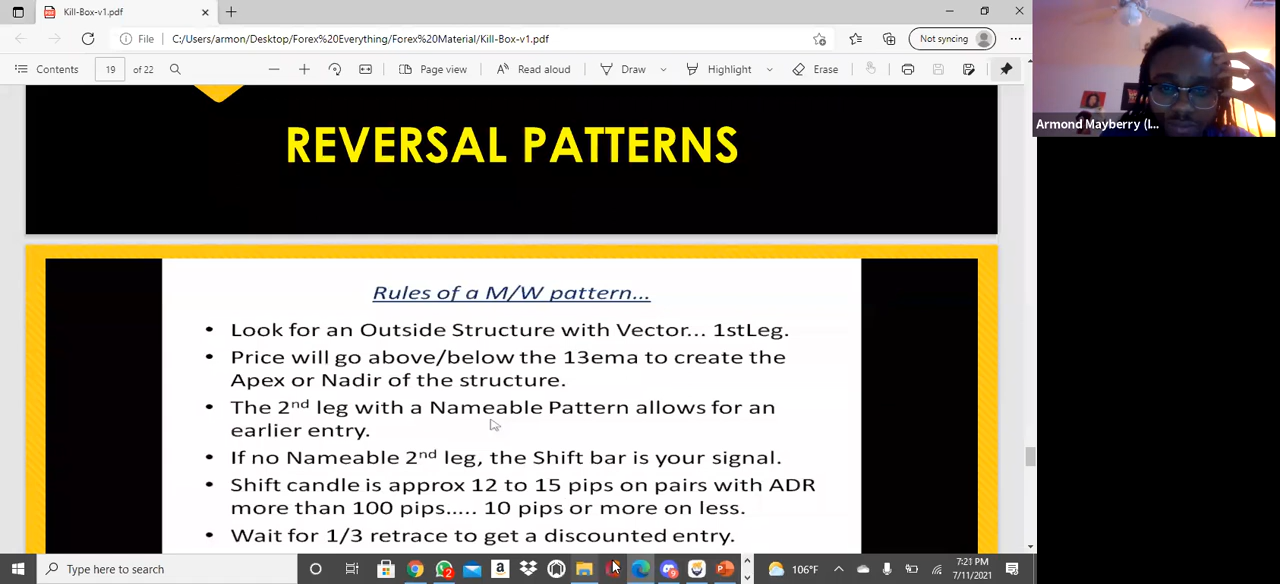 Kill-Box-v1.pdf
File
C:/Users/armon/Desktop/Forex%20Everything/Forex%20Material/Kill-Box-v1.pdf
Not syncing
Contents
19 of 22
Page view
Read aloud
Draw
Highlight
Erase
Armond Mayberry (I...
REVERSAL PATTERNS
Rules of a M/W pattern...
• Look for an Outside Structure with Vector... 1stLeg.
• Price will go above/below the 13ema to create the
Apex or Nadir of the structure.
• The 2nd leg with a Nameable Pattern allows for an
earlier entry.
• If no Nameable 2nd leg, the Shift bar is your signal.
• Shift candle is approx 12 to 15 pips on pairs with ADR
more than 100 pips..... 10 pips or more on less.
• Wait for 1/3 retrace to get a discounted entry.
Type here to search
106°F
7:21 PM
7/11/2021